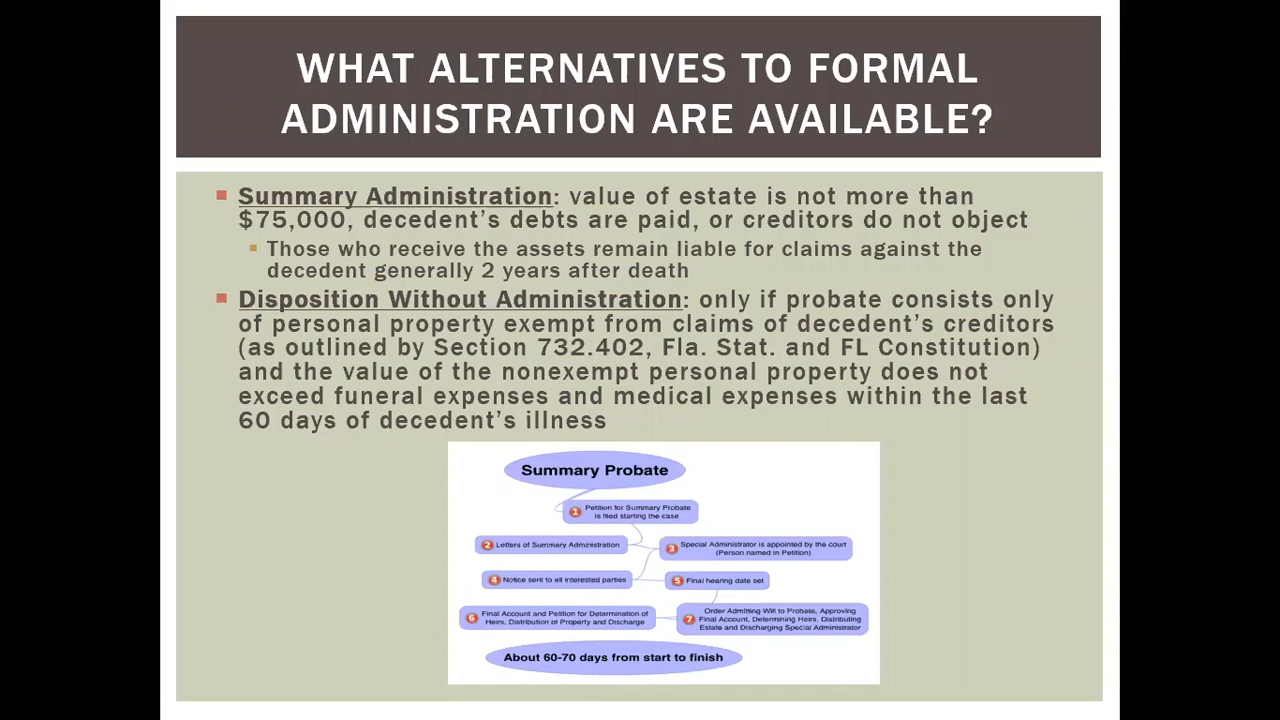 WHAT ALTERNATIVES TO FORMAL
ADMINISTRATION ARE AVAILABLE?
Summary Administration: value of estate is not more than
$75,000, decedent's debts are paid, or creditors do not object
Those who receive the assets remain liable for claims against the
decedent generally 2 years after death
Disposition Without Administration: only if probate consists only
of personal property exempt from claims of decedent's creditors
(as outlined by Section 732.402, Fla. Stat. and FL Constitution)
and the value of the nonexempt personal property does not
exceed funeral expenses and medical expenses within the last
60 days of decedent's illness
Summary Probate
1 Petition for Summary Probate
is filed starting the case
2 Letters of Summary Administration
3 Special Administrator is appointed by the court
(Person named in Petition)
4 Notice sent to all interested parties
5 Final hearing date set
6 Final Account and Petition for Determination of
Heirs, Distribution of Property and Discharge
7 Order Admitting Will to Probate, Approving
Final Account, Determining Heirs, Distributing
Estate and Discharging Special Administrator
About 60-70 days from start to finish